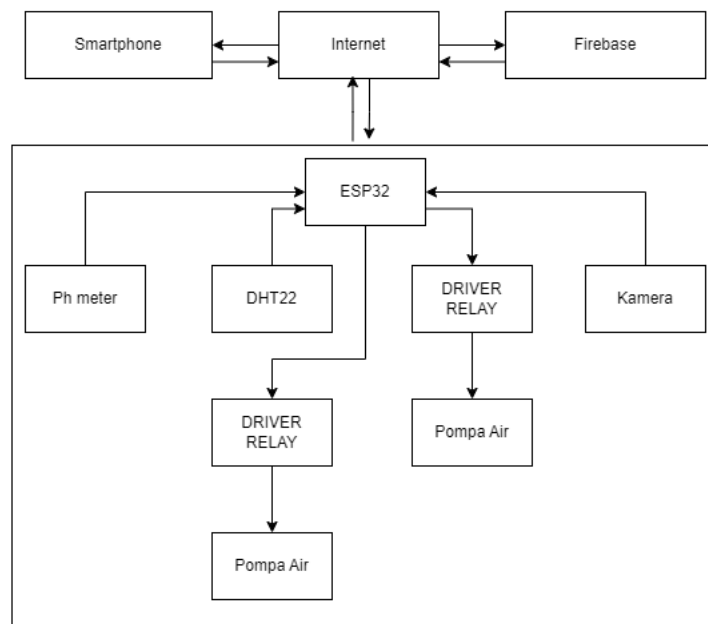 Smartphone
Internet
Firebase
ESP32
Ph meter
DHT22
DRIVER
RELAY
Kamera
DRIVER
RELAY
Pompa Air
Pompa Air